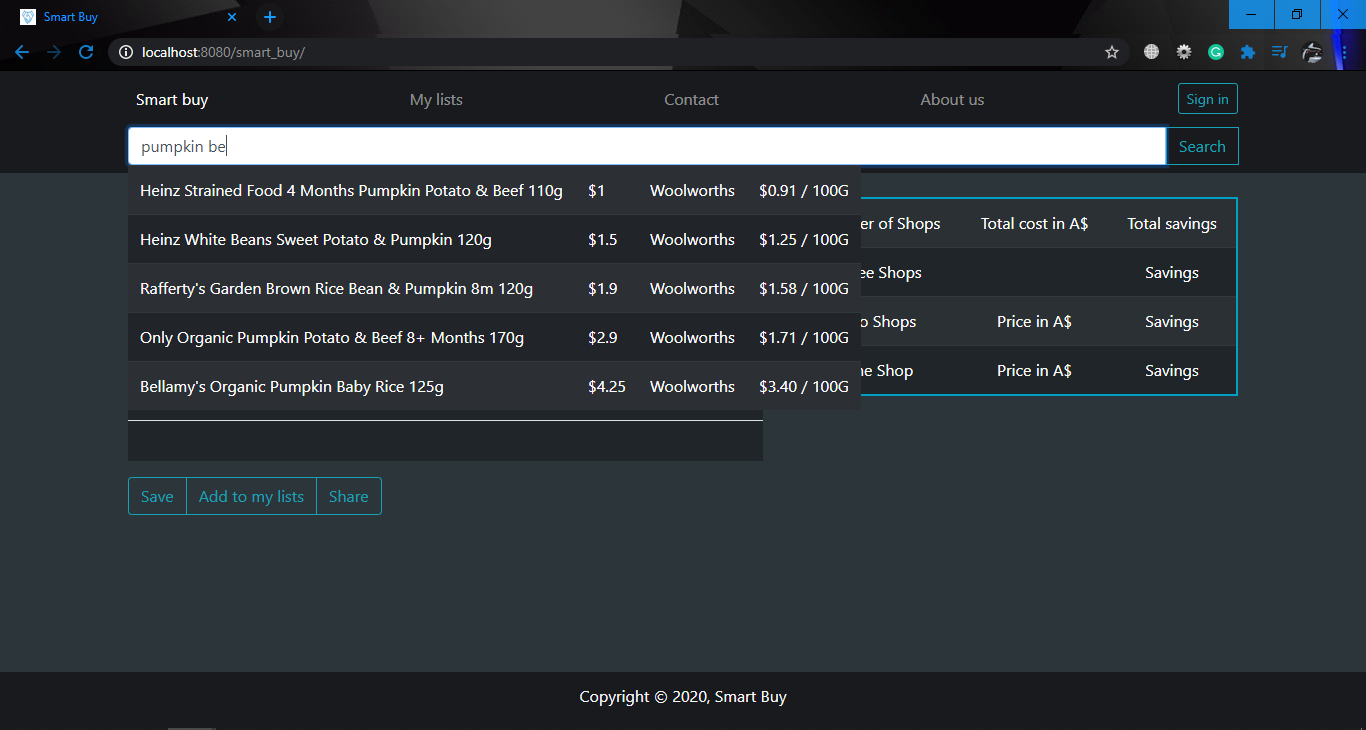 Smart Buy
localhost:8080/smart_buy/
Smart buy My lists Contact About us Sign in
pumpkin be Search
Heinz Strained Food 4 Months Pumpkin Potato & Beef 110g $1 Woolworths $0.91 / 100G
Heinz White Beans Sweet Potato & Pumpkin 120g $1.5 Woolworths $1.25 / 100G
Rafferty's Garden Brown Rice Bean & Pumpkin 8m 120g $1.9 Woolworths $1.58 / 100G
Only Organic Pumpkin Potato & Beef 8+ Months 170g $2.9 Woolworths $1.71 / 100G
Bellamy's Organic Pumpkin Baby Rice 125g $4.25 Woolworths $3.40 / 100G
er of Shops Total cost in A$ Total savings
ee Shops Savings
o Shops Price in A$ Savings
ne Shop Price in A$ Savings
Save Add to my lists Share
Copyright © 2020, Smart Buy